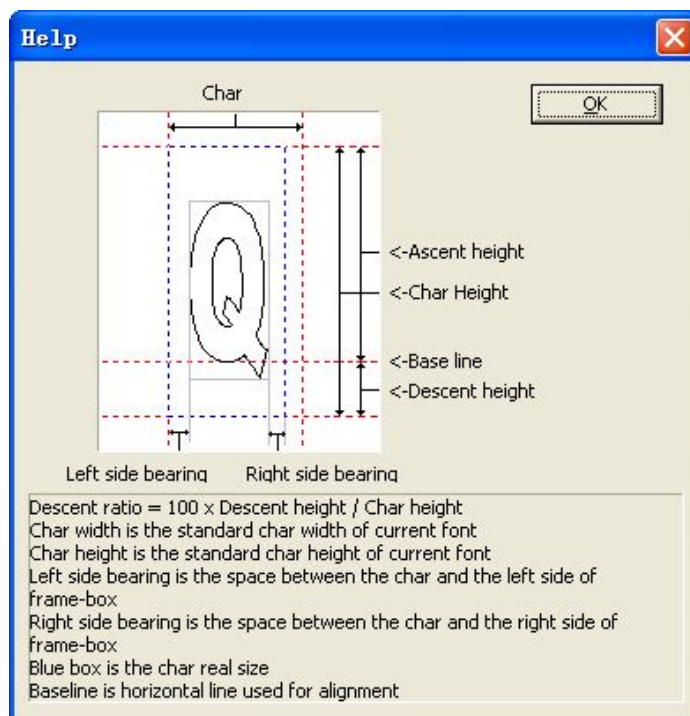 Help
Char
OK
Q
<-Ascent height
<-Char Height
<-Base line
<-Descent height
Left side bearing Right side bearing
Descent ratio = 100 x Descent height / Char height
Char width is the standard char width of current font
Char height is the standard char height of current font
Left side bearing is the space between the char and the left side of
frame-box
Right side bearing is the space between the char and the right side of
frame-box
Blue box is the char real size
Baseline is horizontal line used for alignment